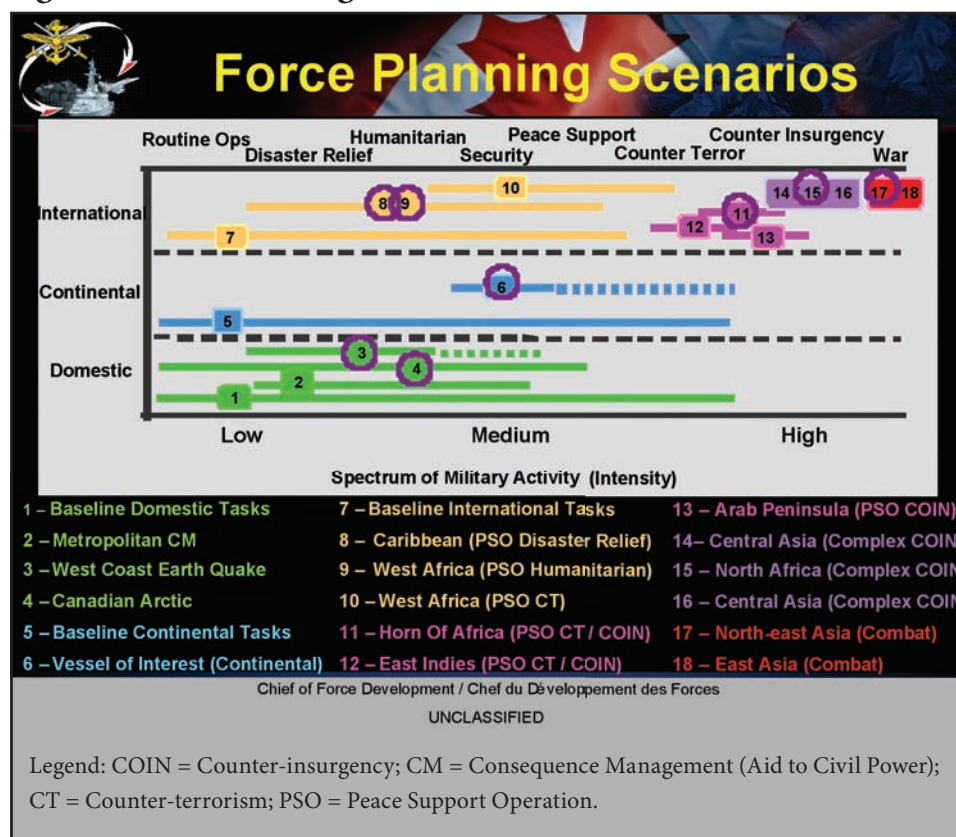 Force Planning Scenarios
Routine Ops
Disaster Relief
Humanitarian
Security
Peace Support
Counter Terror
Counter Insurgency
War
International
10
14 15 16
17 18
8 9
11
12
7
13
Continental
6
5
Domestic
3
4
2
1
Low Medium High
Spectrum of Military Activity (Intensity)
1 – Baseline Domestic Tasks
2 – Metropolitan CM
3 – West Coast Earth Quake
4 – Canadian Arctic
5 – Baseline Continental Tasks
6 – Vessel of Interest (Continental)
7 – Baseline International Tasks
8 – Caribbean (PSO Disaster Relief)
9 – West Africa (PSO Humanitarian)
10 – West Africa (PSO CT)
11 – Horn Of Africa (PSO CT / COIN)
12 – East Indies (PSO CT / COIN)
13 – Arab Peninsula (PSO COIN)
14– Central Asia (Complex COIN
15 – North Africa (Complex COIN
16 – Central Asia (Complex COIN
17 – North-east Asia (Combat)
18 – East Asia (Combat)
Chief of Force Development / Chef du Développement des Forces
UNCLASSIFIED
Legend: COIN = Counter-insurgency; CM = Consequence Management (Aid to Civil Power);
CT = Counter-terrorism; PSO = Peace Support Operation.